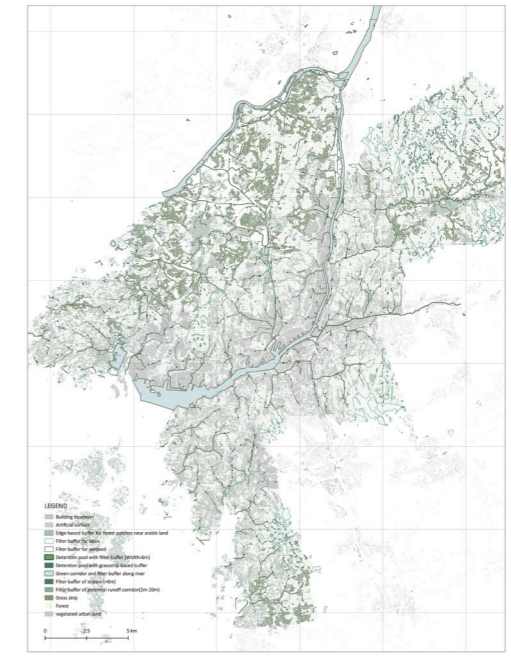 LEGEND
Building Baselayer
Artificial surface
Edge-based buffer for forest patches near arable land
Filter buffer for lakes
Filter buffer for wetland
Detention pool with filter buffer (Width>6m)
Detention pool with grasstrip based buffer
Green corridor and filter buffer along river
Filter buffer of stream (>6m)
Filter buffer of potential runoff corridor(2m-20m)
Grass strip
Forest
vegetated urban land
0 2.5 5 km